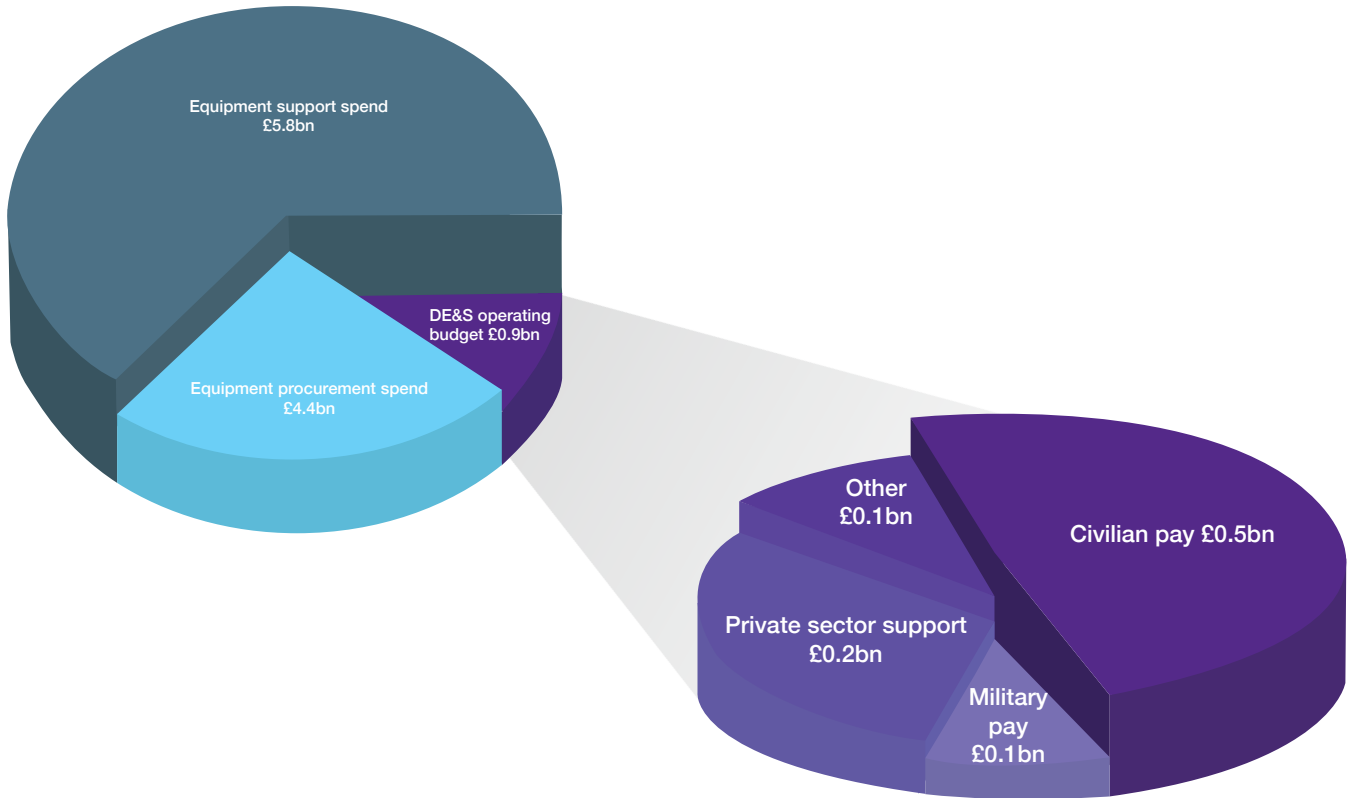 Equipment support spend
£5.8bn
DE&S operating
budget £0.9bn
Equipment procurement spend
£4.4bn
Other
£0.1bn
Civilian pay £0.5bn
Private sector support
£0.2bn
Military
pay
£0.1bn